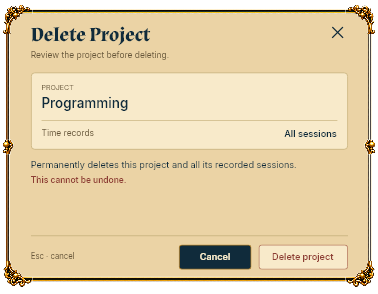 Delete Project
Review the project before deleting.
PROJECT
Programming
Time records All sessions
Permanently deletes this project and all its recorded sessions.
This cannot be undone.
Esc · cancel Cancel Delete project